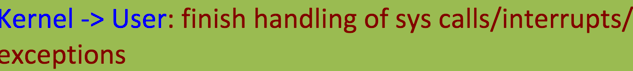 Kernel -> User: finish handling of sys calls/interrupts/
exceptions